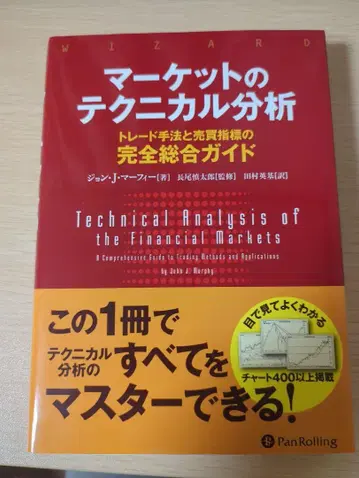 WIZARD
マーケットの
テクニカル分析
トレード手法と売買指標の
完全総合ガイド
ジョン・J・マーフィー[著] 長尾慎太郎[監修] 田村英基[訳]
Technical Analysis of
the Financial Markets
A Comprehensive Guide to Trading Methods and Applications
by John J. Murphy
この1冊で
テクニカル
分析の
すべてを
マスターできる!
目で見てよくわかる
チャート400以上掲載
PanRolling